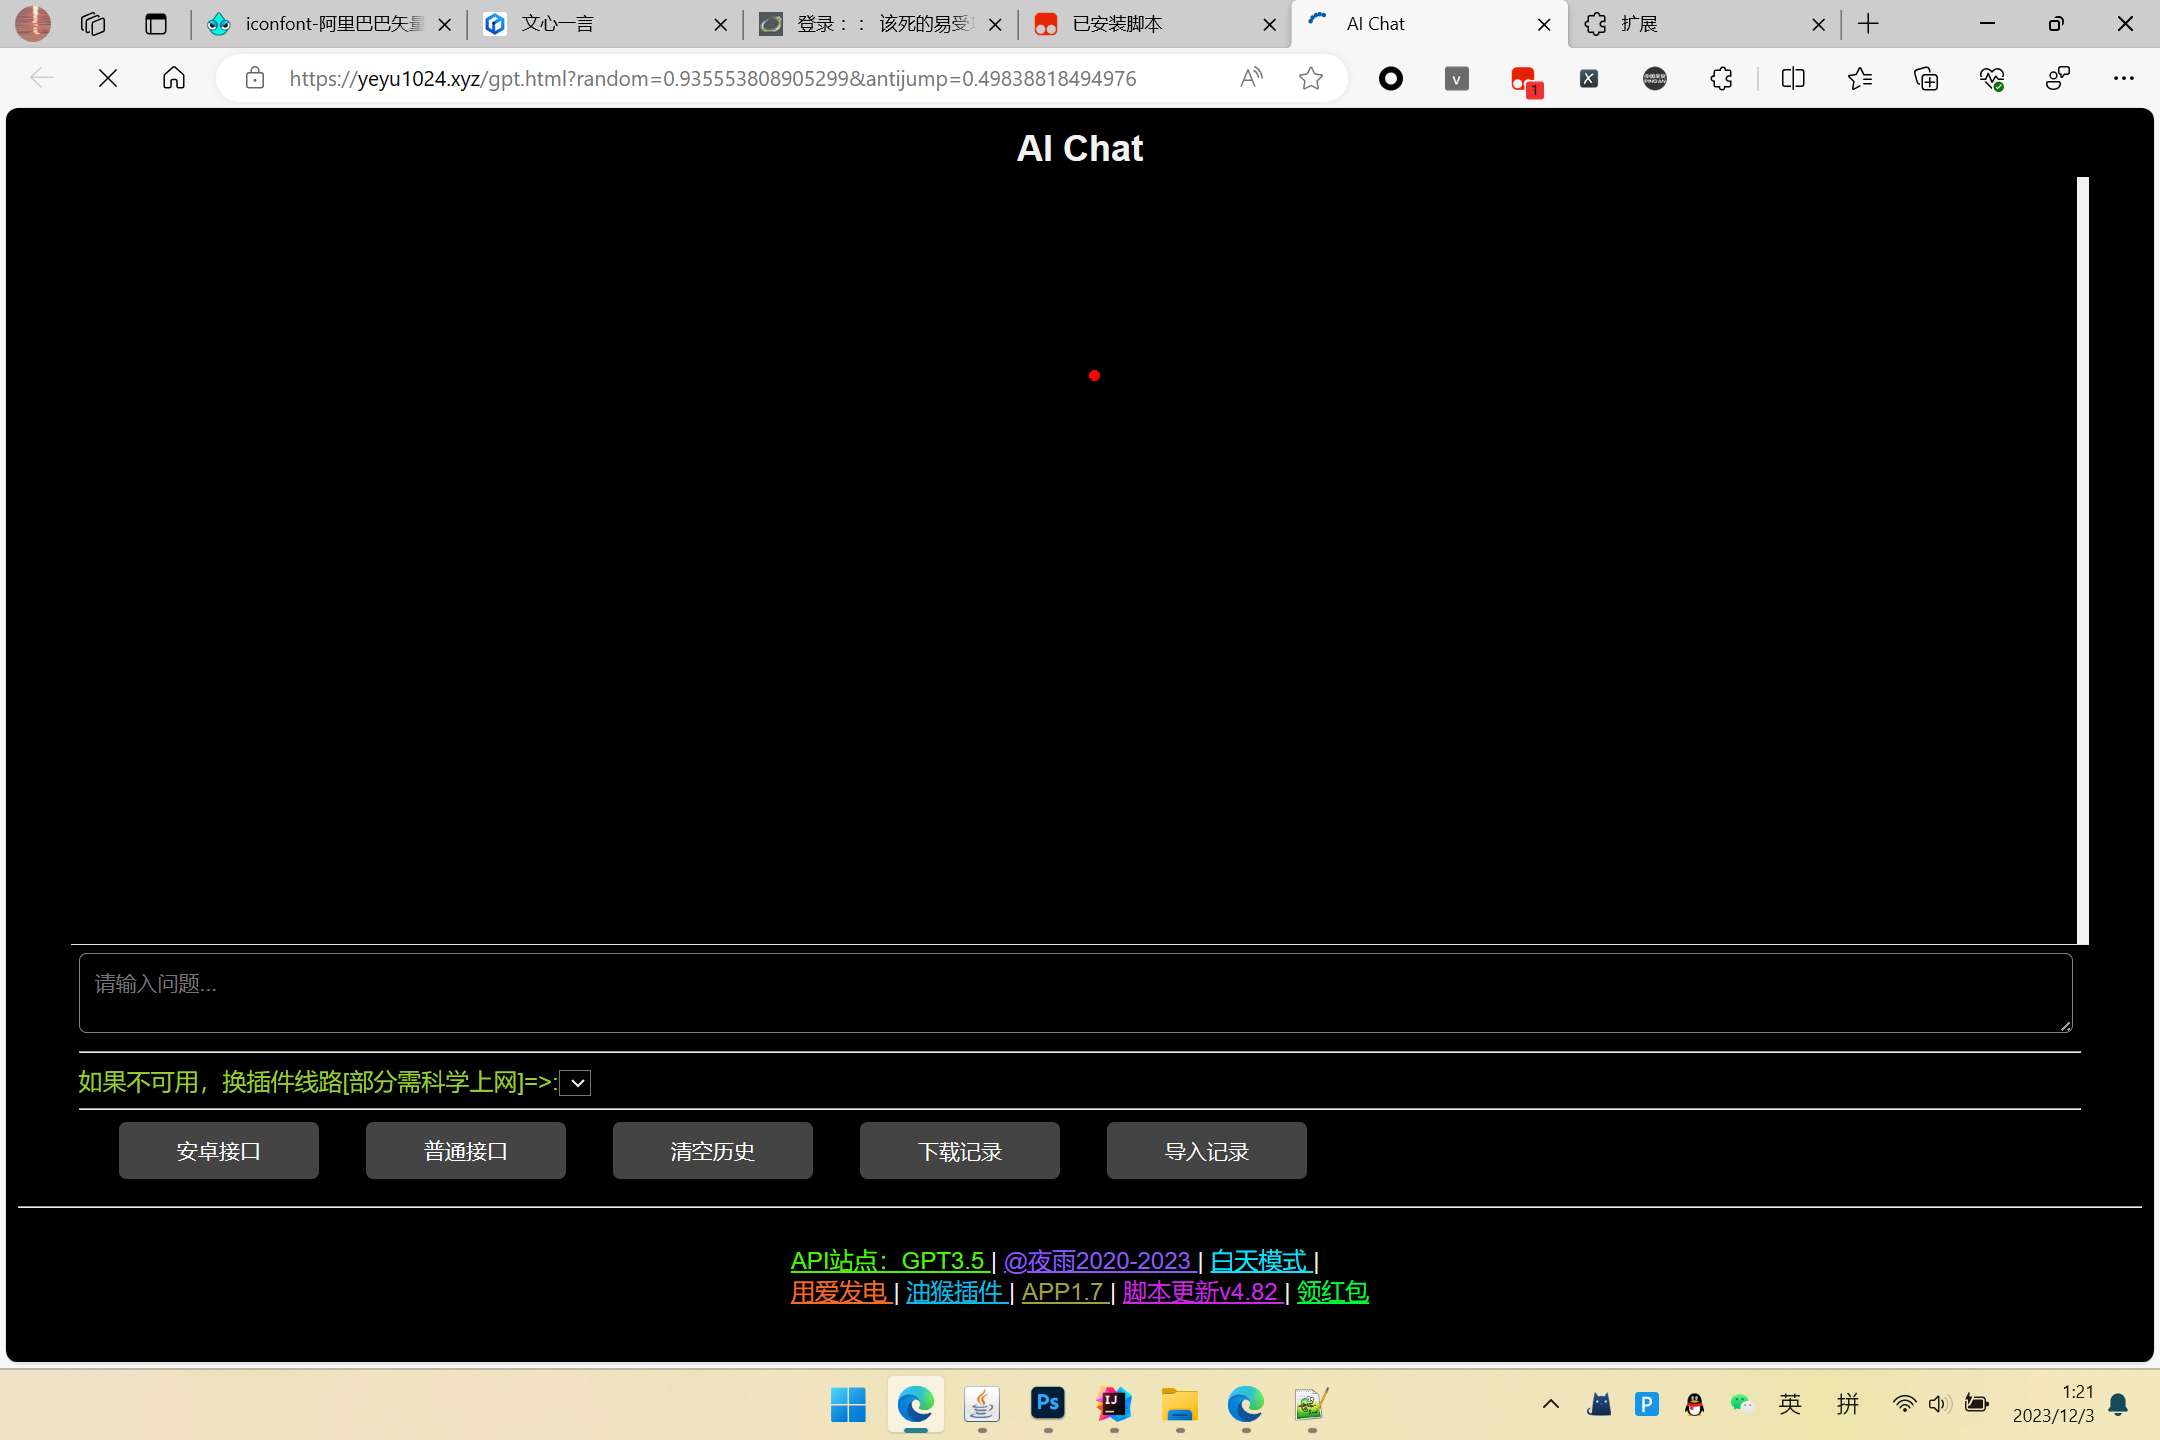 iconfont-阿里巴巴矢量
文心一言
登录 : : 该死的易受
已安装脚本
AI Chat
扩展
https://yeyu1024.xyz/gpt.html?random=0.935553808905299&antijump=0.49838818494976
v
1
X
AI Chat
请输入问题...
如果不可用，换插件线路[部分需科学上网]=>:
安卓接口
普通接口
清空历史
下载记录
导入记录
API站点：GPT3.5 | @夜雨2020-2023 | 白天模式 |
用爱发电 | 油猴插件 | APP1.7 | 脚本更新v4.82 | 领红包
Ps
IJ
P
英
拼
1:21
2023/12/3